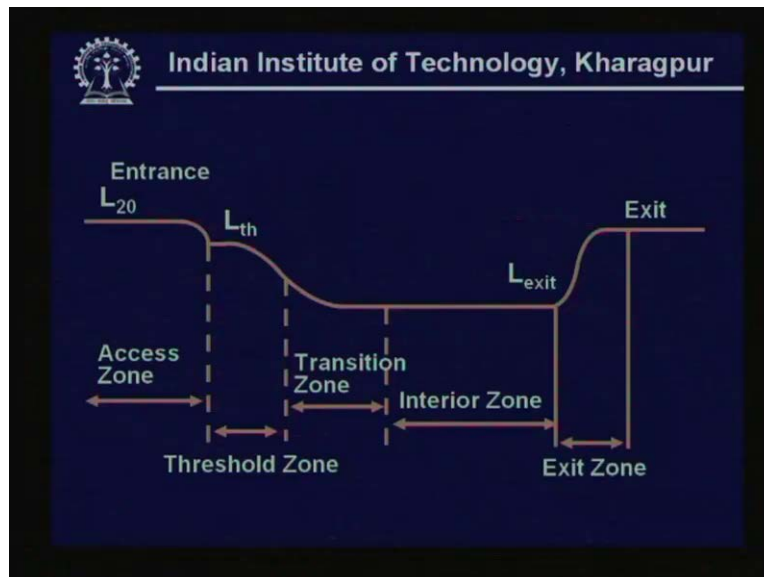 Indian Institute of Technology, Kharagpur
Entrance
L20
Lth
Exit
Lexit
Access
Zone
Transition
Zone
Interior Zone
Threshold Zone
Exit Zone